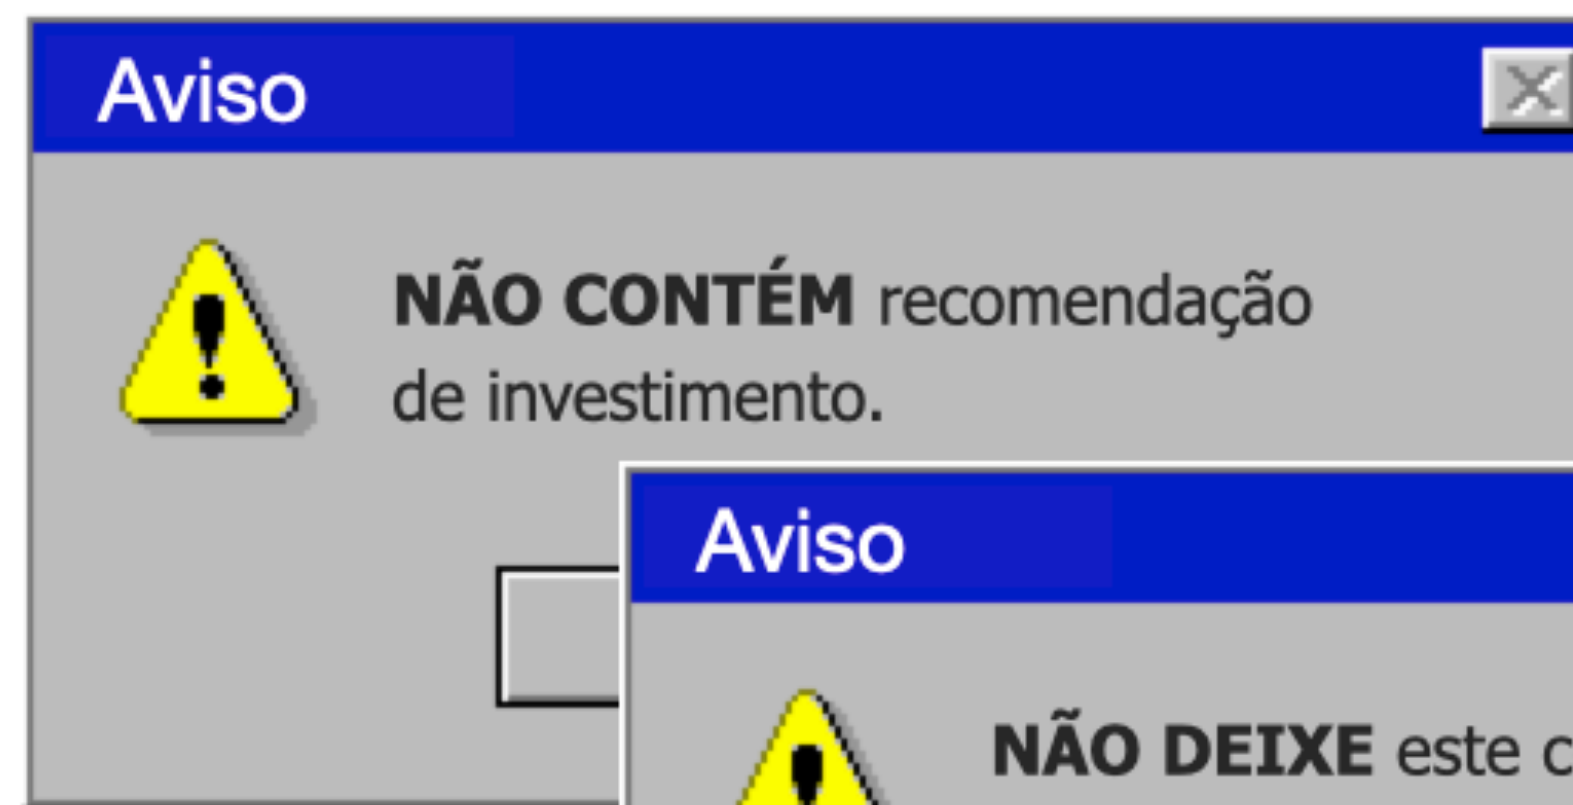 Aviso
NÃO CONTÉM recomendação
de investimento.
Aviso
NÃO DEIXE este